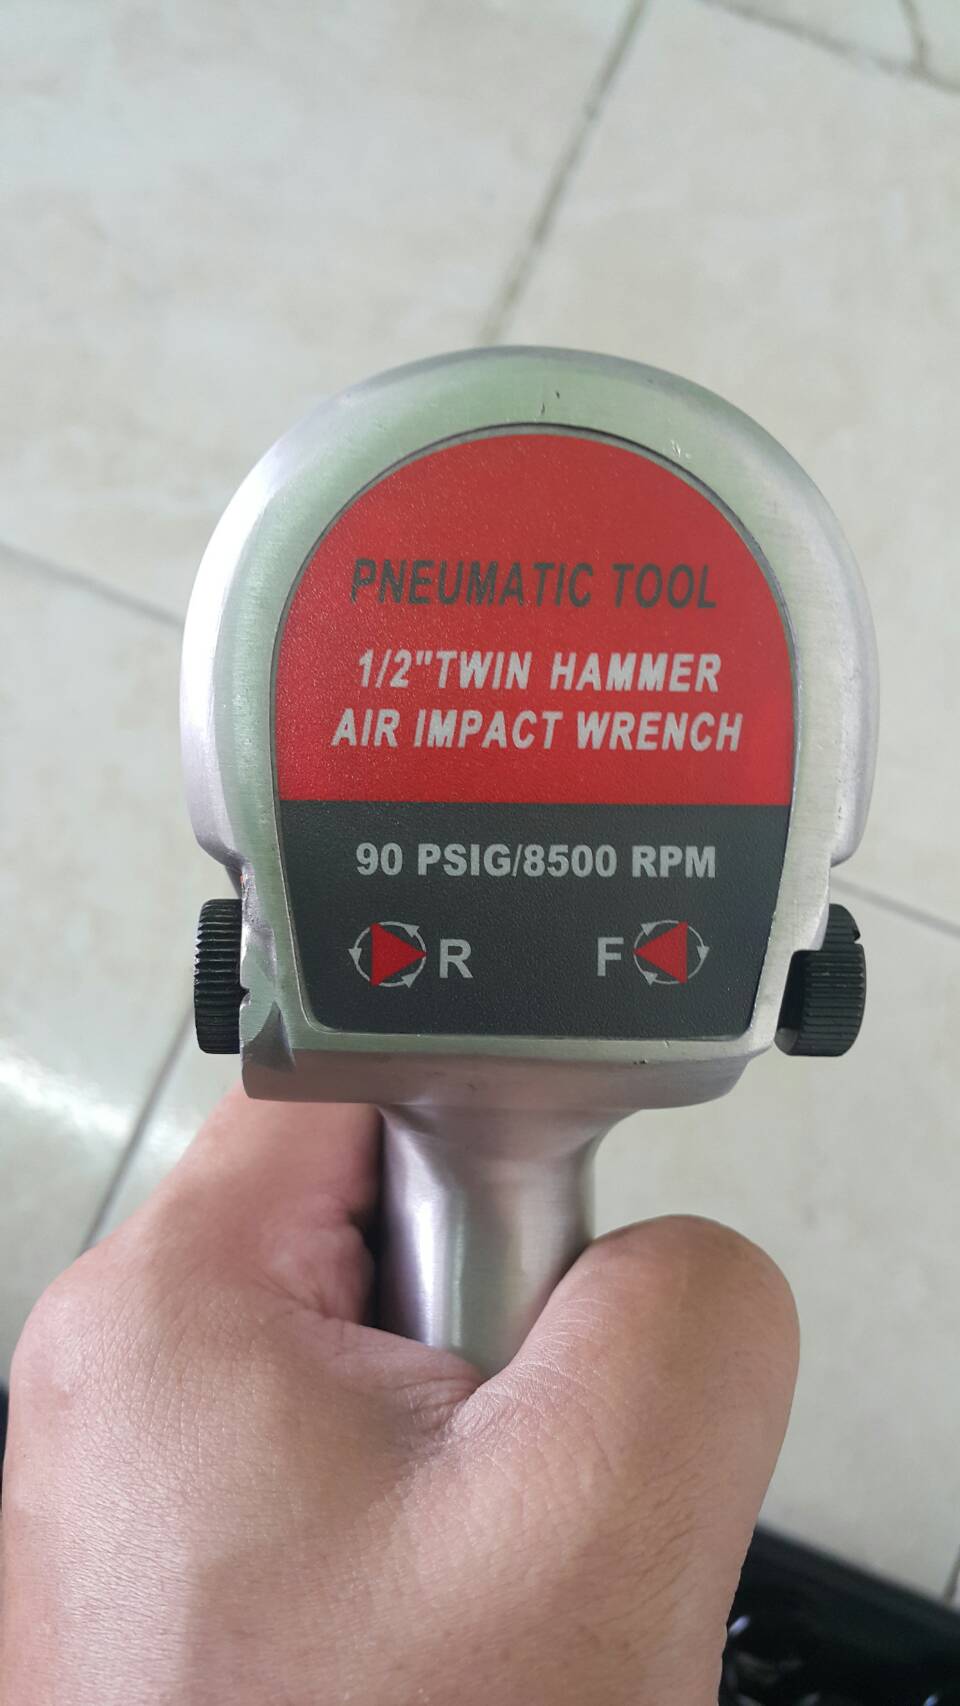 PNEUMATIC TOOL
1/2"TWIN HAMMER
AIR IMPACT WRENCH
90 PSIG/8500 RPM
R F